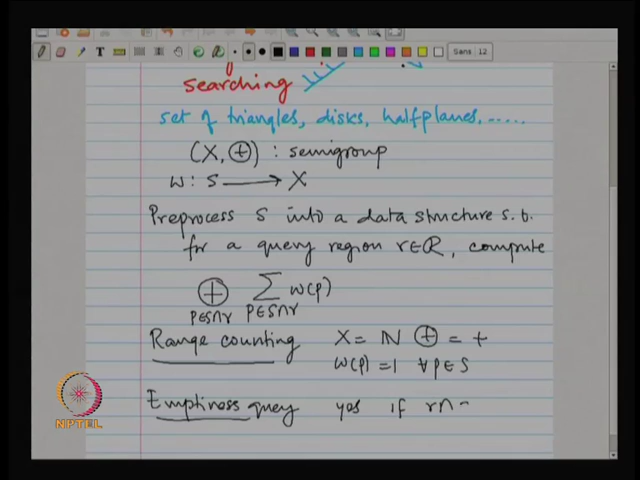 Sans 12
searching
set of triangles, disks, halfplanes, ......
(X, ⊕) : semigroup
w : S ⟶ X
Preprocess S into a data structure s.t.
for a query region r∈R, compute
⊕ Σ w(p)
p∈S∩r p∈S∩r
Range counting X = ℕ ⊕ = +
w(p) = 1 ∀p∈S
Emptiness query yes if r∩
NPTEL